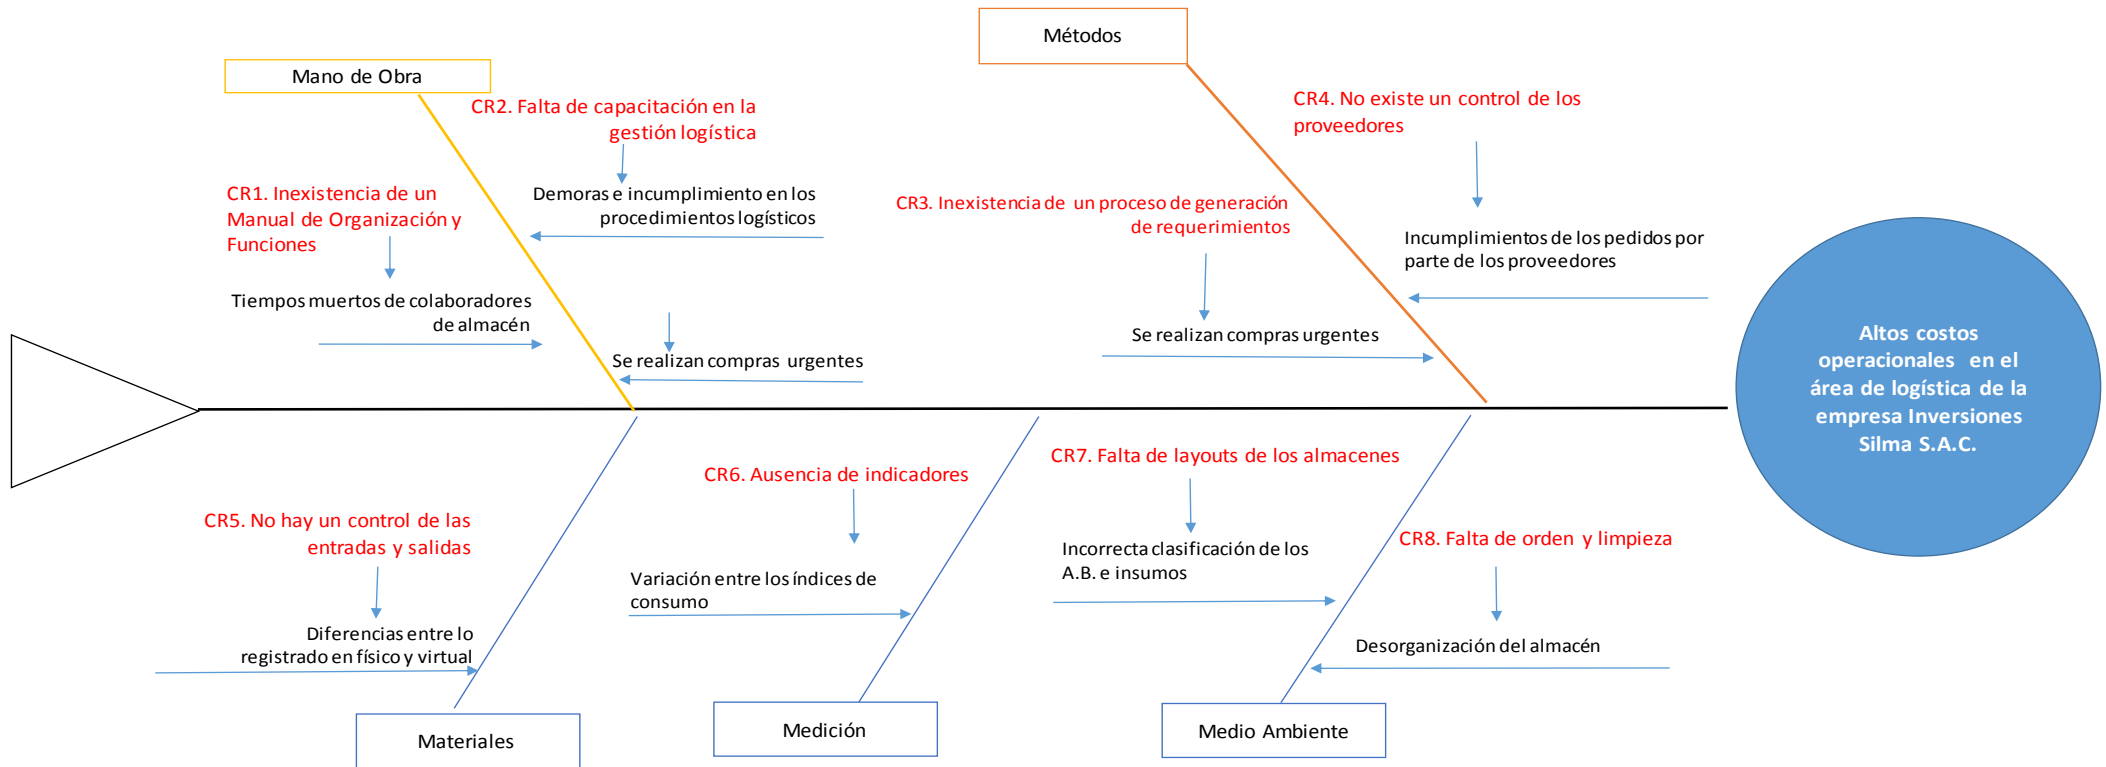 Métodos
Mano de Obra
CR2. Falta de capacitación en la
gestión logística
CR4. No existe un control de los
proveedores
CR1. Inexistencia de un
Manual de Organización y
Funciones
Demoras e incumplimiento en los
procedimientos logísticos
CR3. Inexistencia de un proceso de generación
de requerimientos
Incumplimientos de los pedidos por
parte de los proveedores
Tiempos muertos de colaboradores
de almacén
Se realizan compras urgentes
Se realizan compras urgentes
Altos costos
operacionales en el
área de logística de la
empresa Inversiones
Silma S.A.C.
CR5. No hay un control de las
entradas y salidas
CR6. Ausencia de indicadores
CR7. Falta de layouts de los almacenes
CR8. Falta de orden y limpieza
Diferencias entre lo
registrado en físico y virtual
Variación entre los índices de
consumo
Incorrecta clasificación de los
A.B. e insumos
Desorganización del almacén
Materiales
Medición
Medio Ambiente